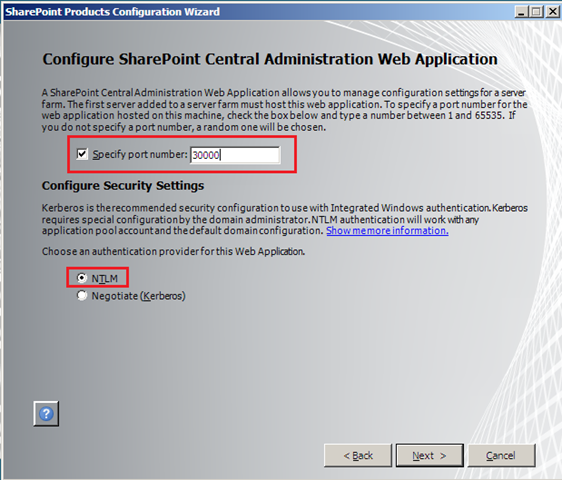 SharePoint Products Configuration Wizard
Configure SharePoint Central Administration Web Application
A SharePoint Central Administration Web Application allows you to manage configuration settings for a server
farm. The first server added to a server farm must host this web application. To specify a port number for the
web application hosted on this machine, check the box below and type a number between 1 and 65535. If
you do not specify a port number, a random one will be chosen.
Specify port number: 30000
Configure Security Settings
Kerberos is the recommended security configuration to use with Integrated Windows authentication. Kerberos
requires special configuration by the domain administrator. NTLM authentication will work with any
application pool account and the default domain configuration. Show me more information.
Choose an authentication provider for this Web Application.
NTLM
Negotiate (Kerberos)
?
< Back
Next >
Cancel